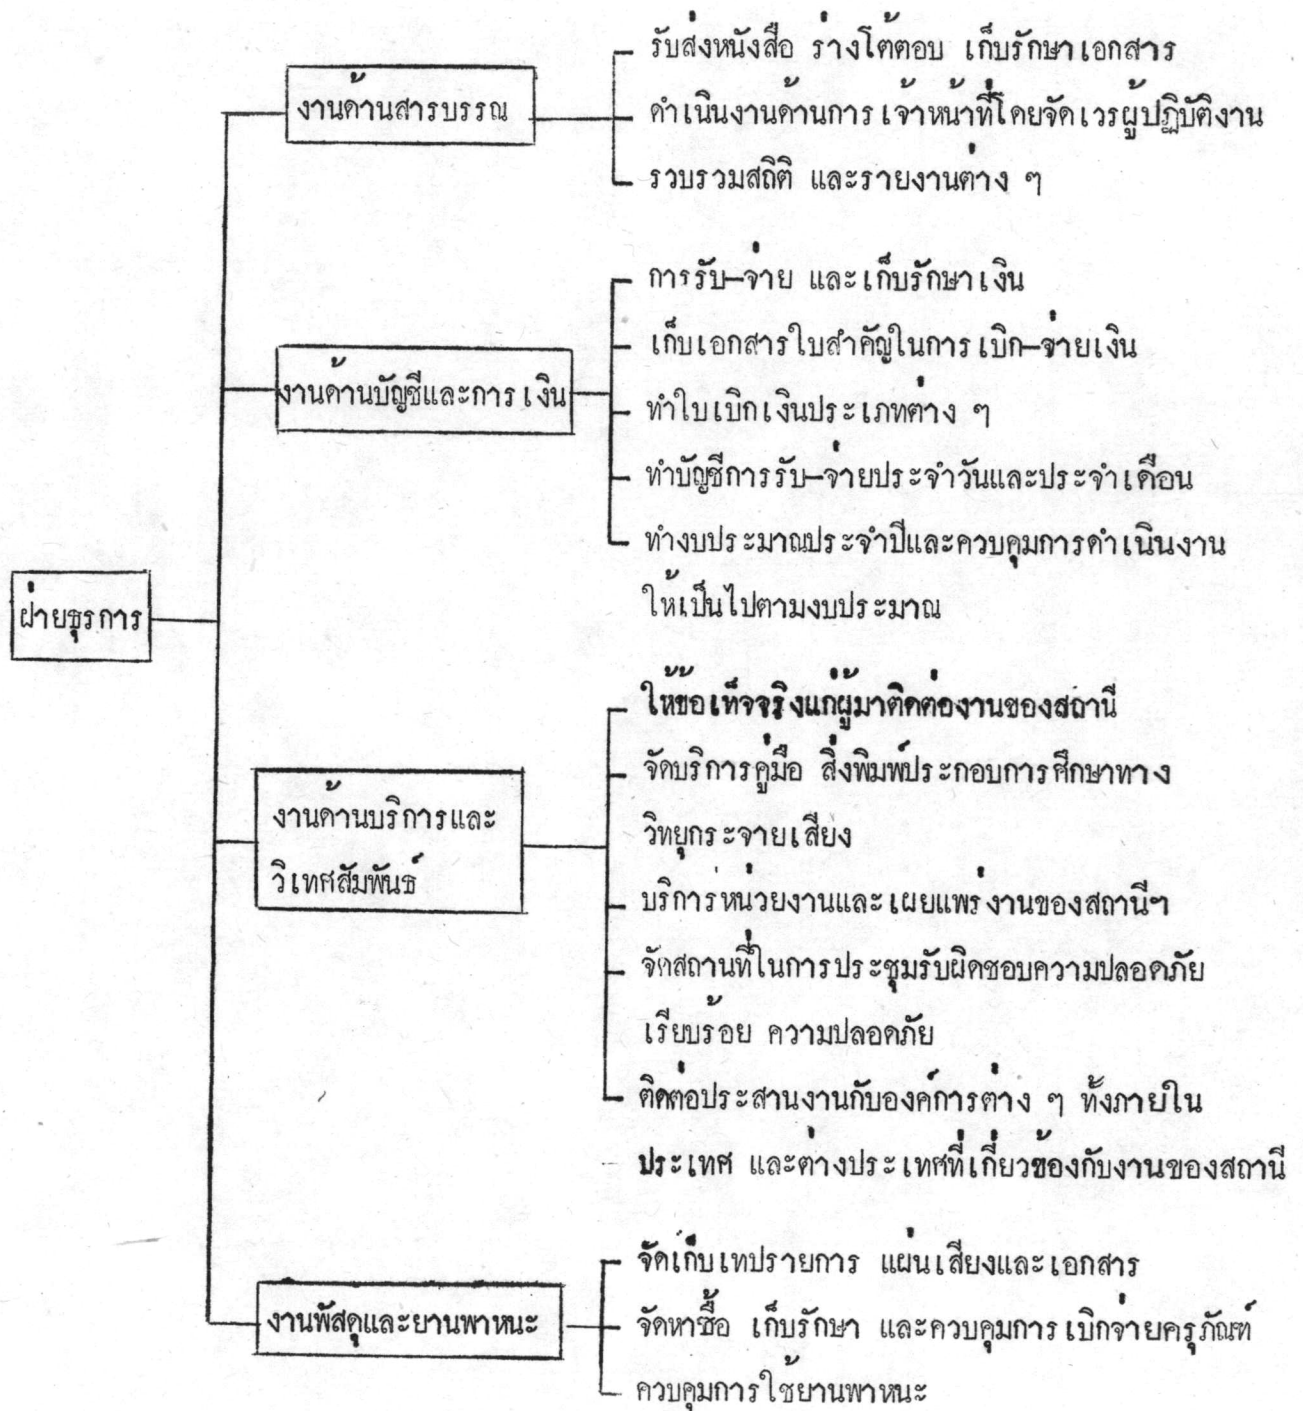 ฝ่ายธุรการ
งานด้านสารบรรณ
รับส่งหนังสือ ร่างโต้ตอบ เก็บรักษาเอกสาร
ดำเนินงานด้านการเจ้าหน้าที่โดยจัดเวรผู้ปฏิบัติงาน
รวบรวมสถิติ และรายงานต่าง ๆ
งานด้านบัญชีและการเงิน
การรับ-จ่าย และเก็บรักษาเงิน
เก็บเอกสารใบสำคัญในการเบิก-จ่ายเงิน
ทำใบเบิกเงินประเภทต่าง ๆ
ทำบัญชีการรับ-จ่ายประจำวันและประจำเดือน
ทำงบประมาณประจำปีและควบคุมการดำเนินงาน
ให้เป็นไปตามงบประมาณ
งานด้านบริการและ
วิเทศสัมพันธ์
ให้ข้อเท็จจริงแก่ผู้มาติดต่องานของสถานี
จัดบริการคู่มือ สิ่งพิมพ์ประกอบการศึกษาทาง
วิทยุกระจายเสียง
บริการหน่วยงานและเผยแพร่งานของสถานีฯ
จัดสถานที่ในการประชุมรับผิดชอบความปลอดภัย
เรียบร้อย ความปลอดภัย
ติดต่อประสานงานกับองค์การต่าง ๆ ทั้งภายใน
ประเทศ และต่างประเทศที่เกี่ยวข้องกับงานของสถานี
งานพัสดุและยานพาหนะ
จัดเก็บเทปรายการ แผ่นเสียงและเอกสาร
จัดหาซื้อ เก็บรักษา และควบคุมการเบิกจ่ายครุภัณฑ์
ควบคุมการใช้ยานพาหนะ